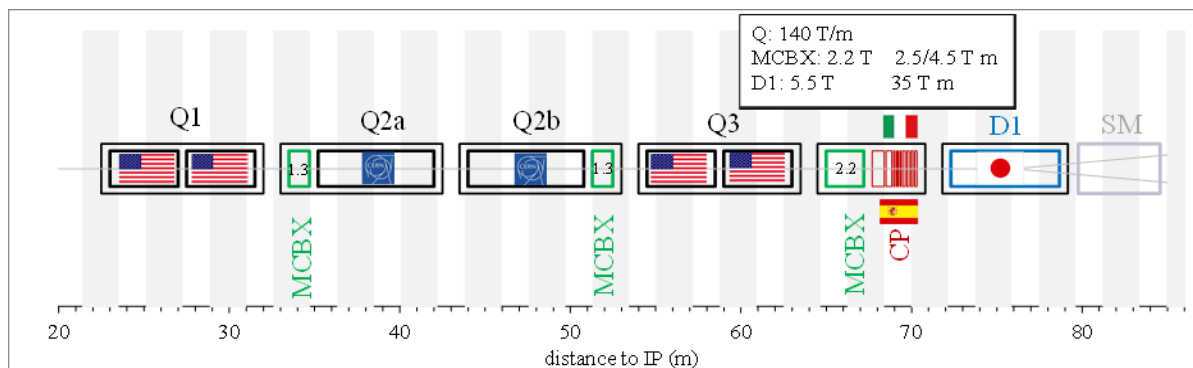 Q: 140 T/m
MCBX: 2.2 T 2.5/4.5 T m
D1: 5.5 T 35 T m
Q1
Q2a
Q2b
Q3
D1
SM
1.3
CERN
CERN
1.3
2.2
MCBX
MCBX
MCBX
CP
20 30 40 50 60 70 80
distance to IP (m)